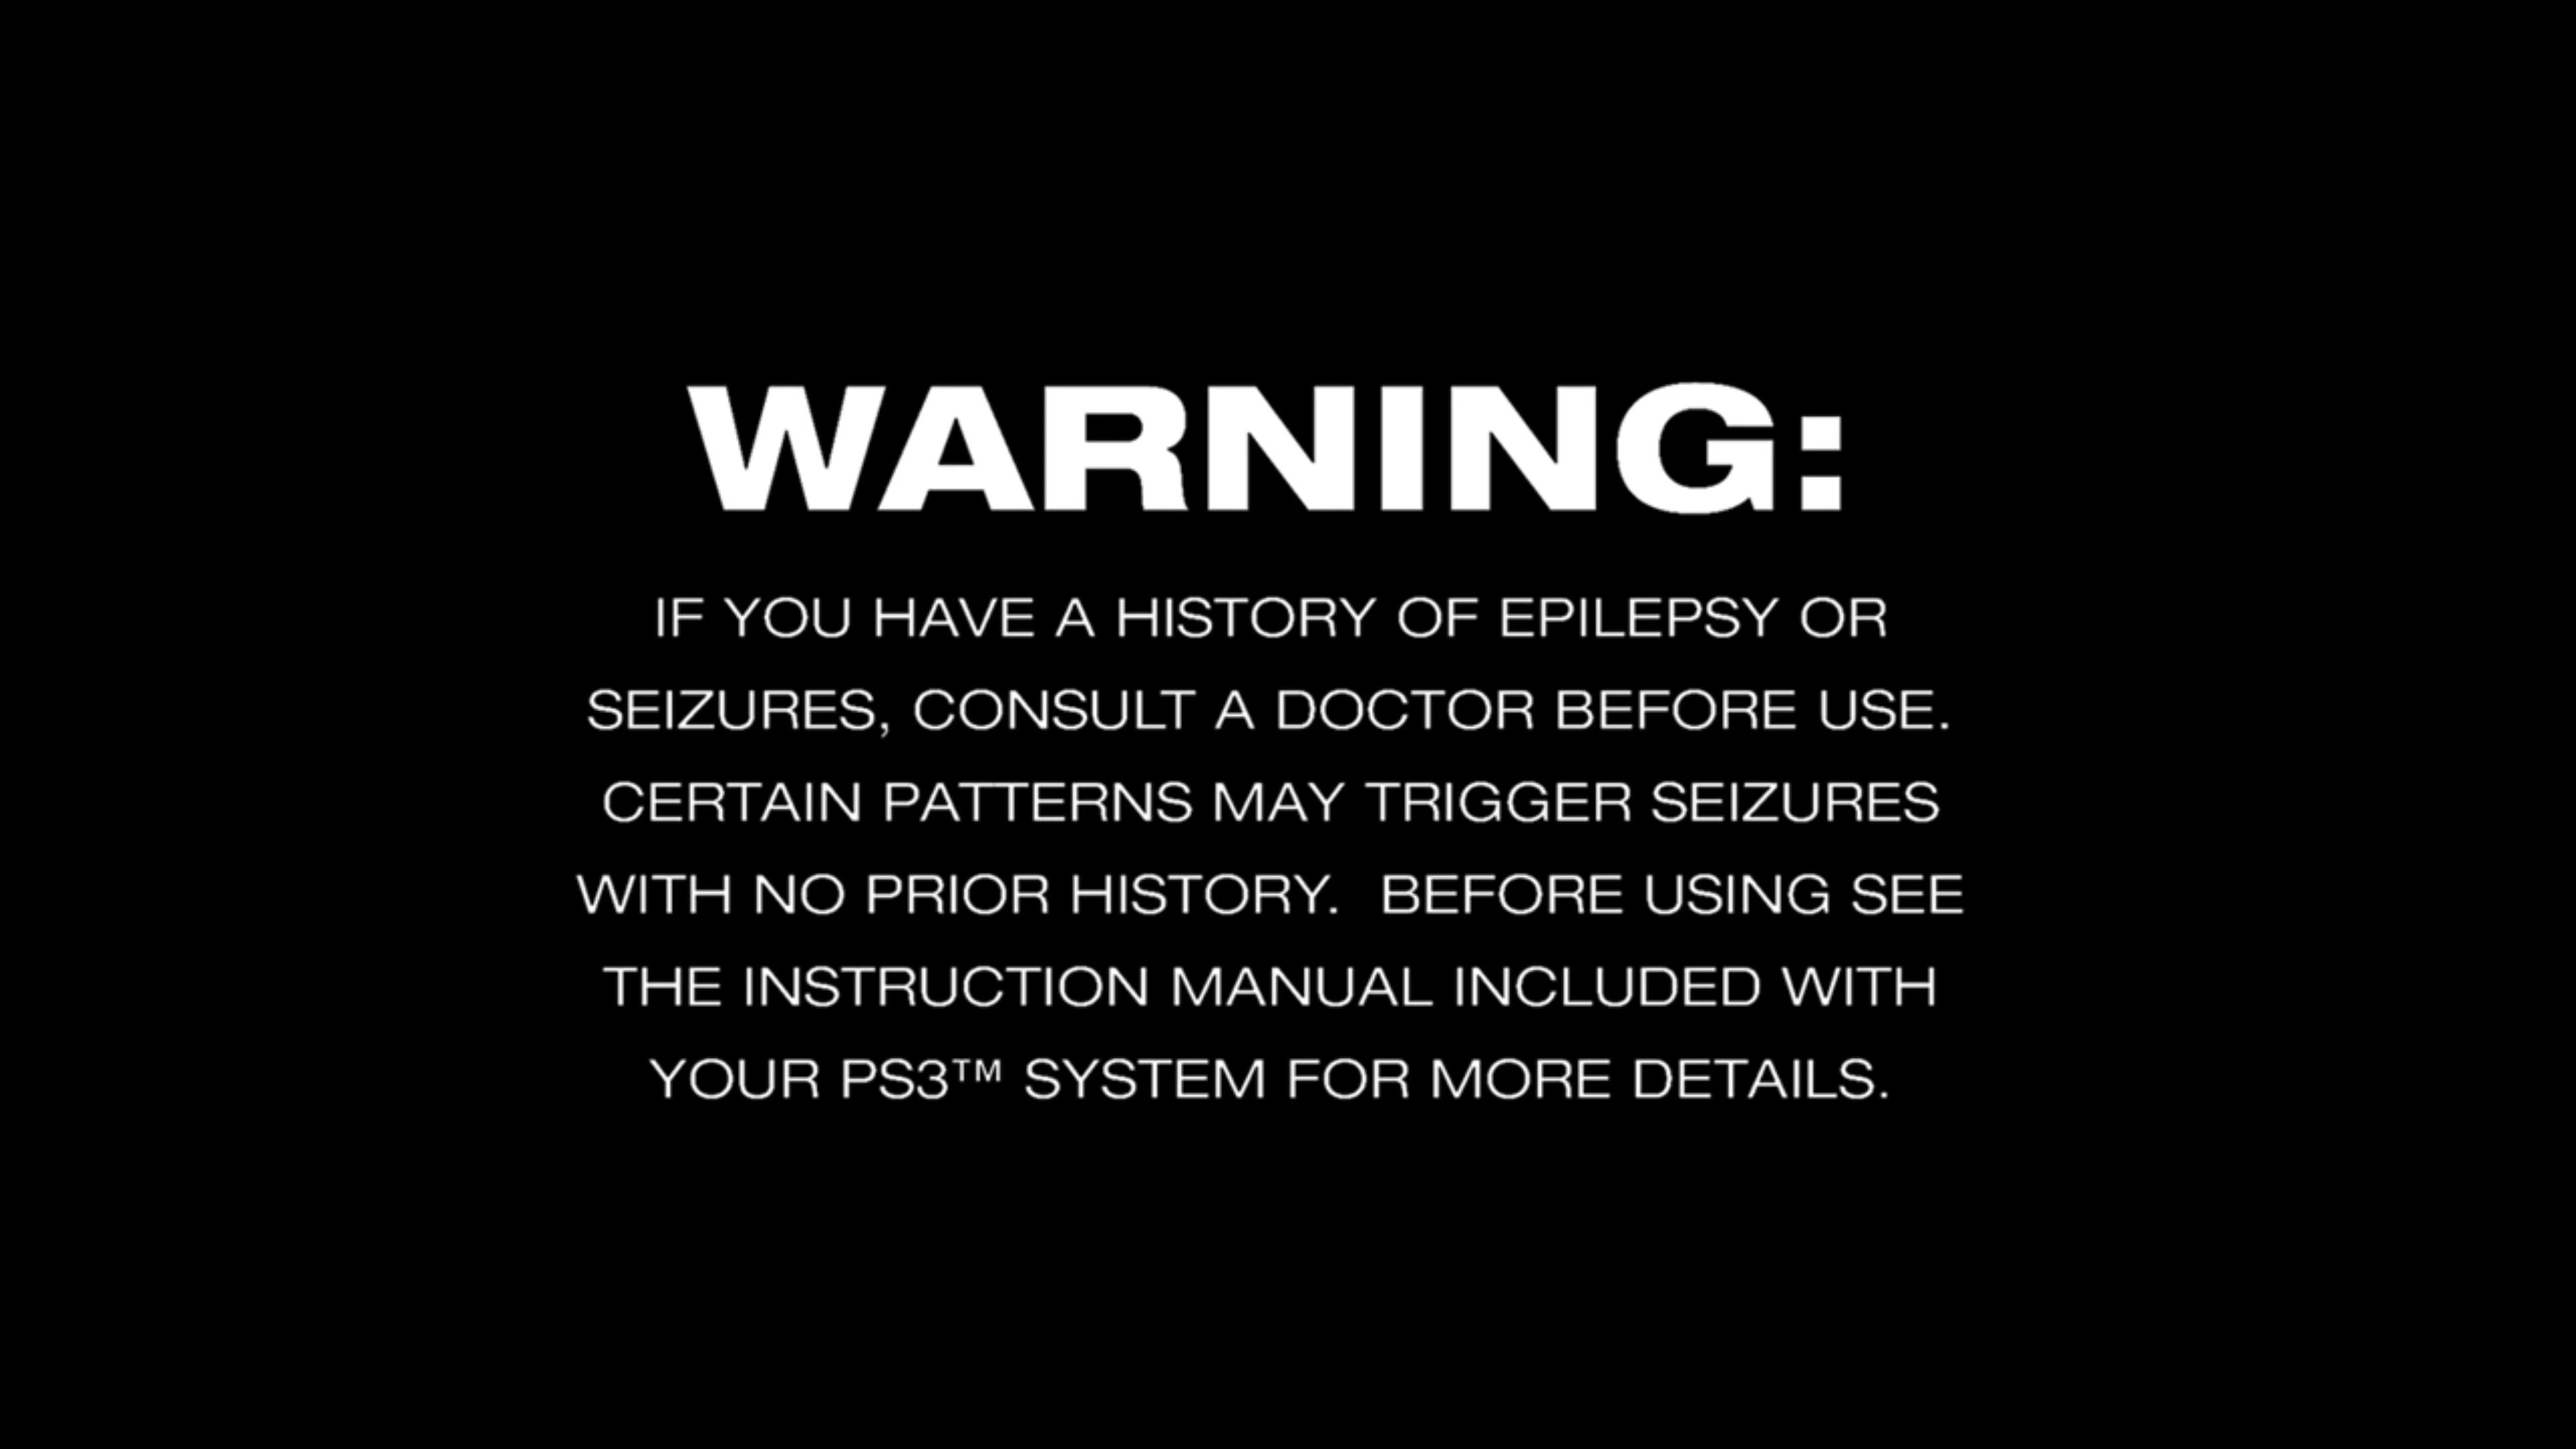 WARNING:
IF YOU HAVE A HISTORY OF EPILEPSY OR
SEIZURES, CONSULT A DOCTOR BEFORE USE.
CERTAIN PATTERNS MAY TRIGGER SEIZURES
WITH NO PRIOR HISTORY.  BEFORE USING SEE
THE INSTRUCTION MANUAL INCLUDED WITH
YOUR PS3™ SYSTEM FOR MORE DETAILS.